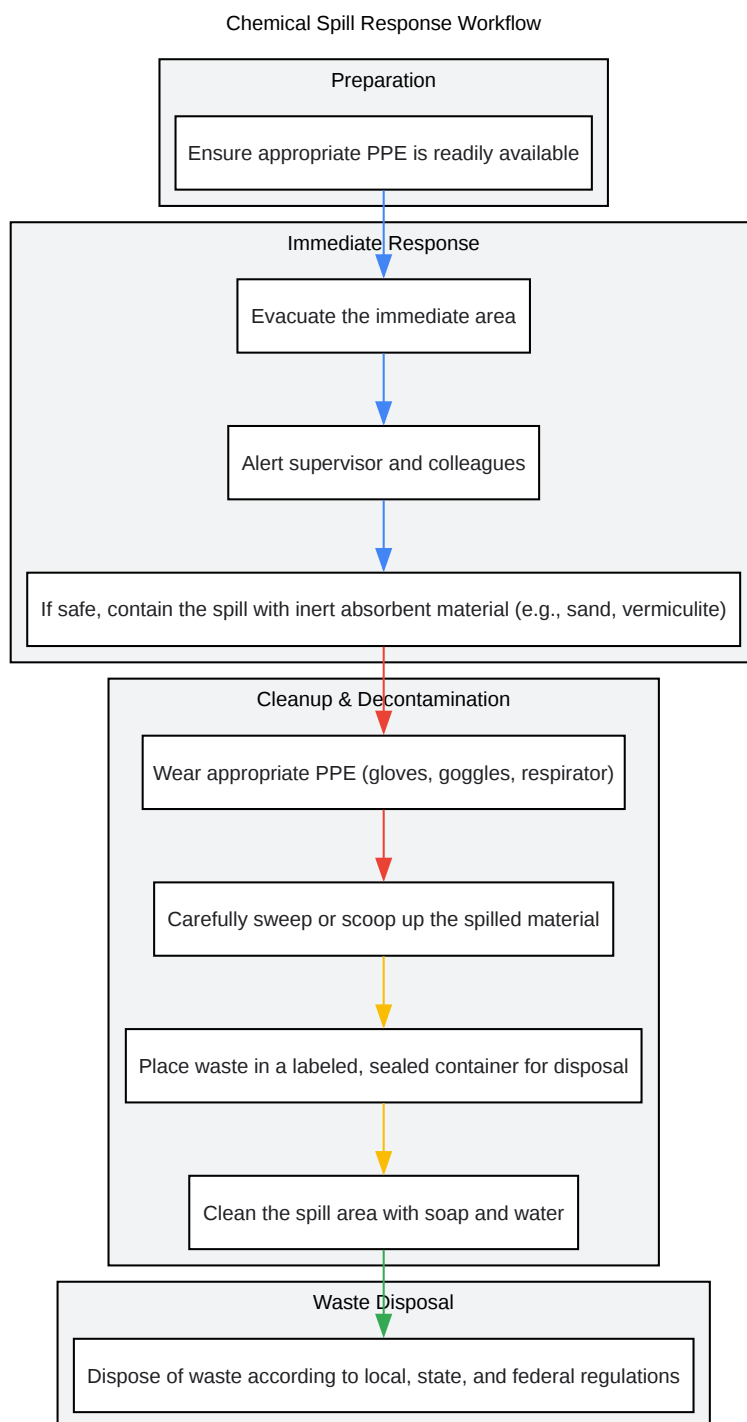 Chemical Spill Response Workflow
Preparation
Ensure appropriate PPE is readily available
Immediate Response
Evacuate the immediate area
Alert supervisor and colleagues
If safe, contain the spill with inert absorbent material (e.g., sand, vermiculite)
Cleanup & Decontamination
Wear appropriate PPE (gloves, goggles, respirator)
Carefully sweep or scoop up the spilled material
Place waste in a labeled, sealed container for disposal
Clean the spill area with soap and water
Waste Disposal
Dispose of waste according to local, state, and federal regulations